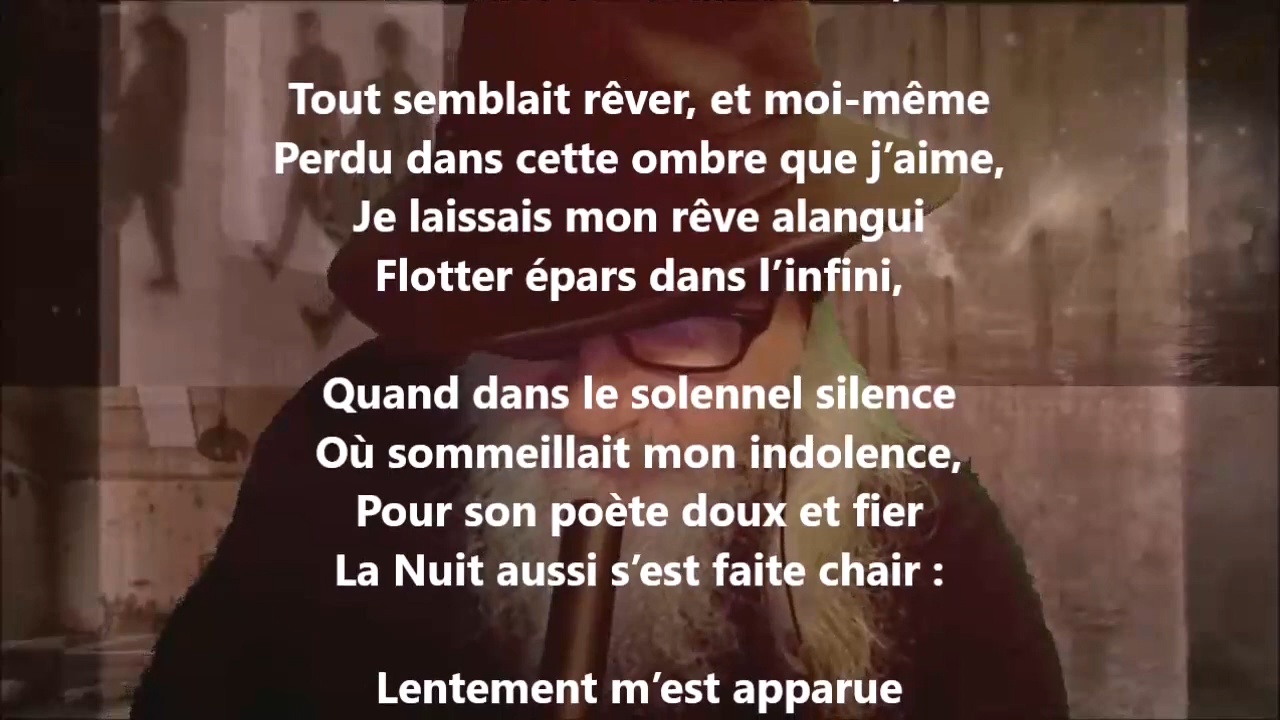 Tout semblait rêver, et moi-même
Perdu dans cette ombre que j’aime,
Je laissais mon rêve alangui
Flotter épars dans l’infini,
Quand dans le solennel silence
Où sommeillait mon indolence,
Pour son poète doux et fier
La Nuit aussi s’est faite chair :
Lentement m’est apparue